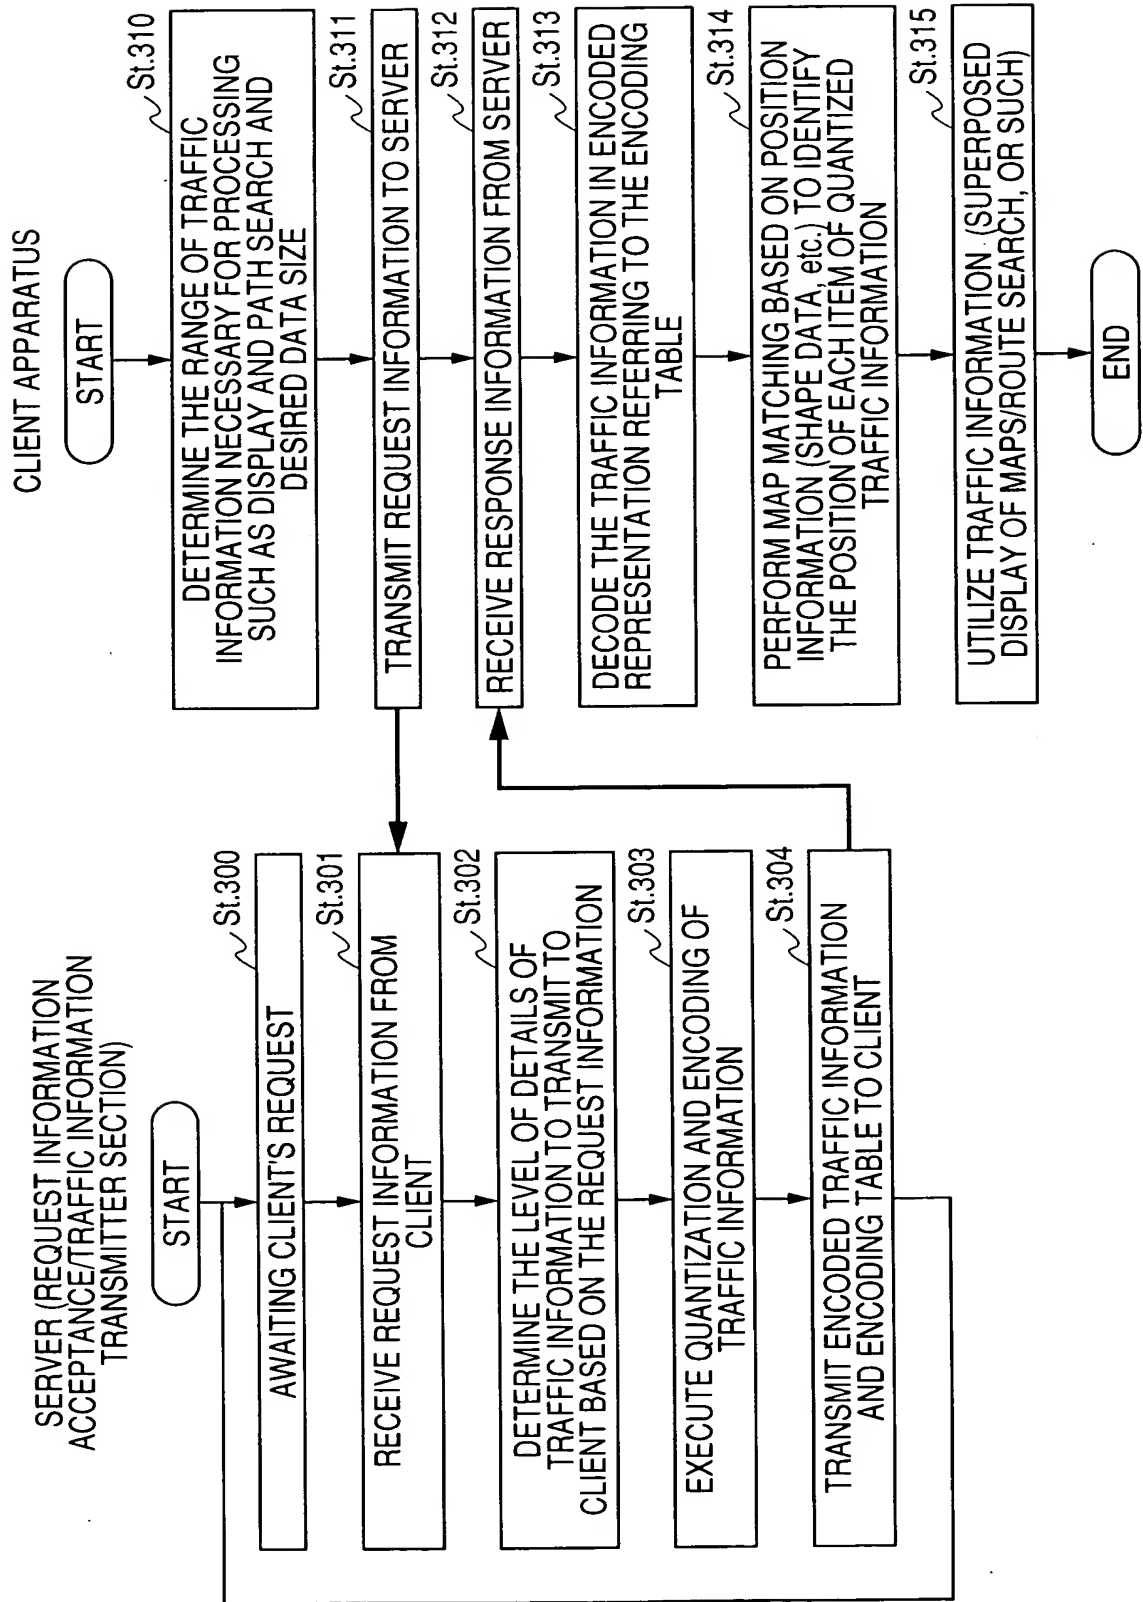 SERVER (REQUEST INFORMATION
ACCEPTANCE/TRAFFIC INFORMATION
TRANSMITTER SECTION)
START
St.300
AWAITING CLIENT'S REQUEST
St.301
RECEIVE REQUEST INFORMATION FROM
CLIENT
St.302
DETERMINE THE LEVEL OF DETAILS OF
TRAFFIC INFORMATION TO TRANSMIT TO
CLIENT BASED ON THE REQUEST INFORMATION
St.303
EXECUTE QUANTIZATION AND ENCODING OF
TRAFFIC INFORMATION
St.304
TRANSMIT ENCODED TRAFFIC INFORMATION
AND ENCODING TABLE TO CLIENT
CLIENT APPARATUS
START
St.310
DETERMINE THE RANGE OF TRAFFIC
INFORMATION NECESSARY FOR PROCESSING
SUCH AS DISPLAY AND PATH SEARCH AND
DESIRED DATA SIZE
St.311
TRANSMIT REQUEST INFORMATION TO SERVER
St.312
RECEIVE RESPONSE INFORMATION FROM SERVER
St.313
DECODE THE TRAFFIC INFORMATION IN ENCODED
REPRESENTATION REFERRING TO THE ENCODING
TABLE
St.314
PERFORM MAP MATCHING BASED ON POSITION
INFORMATION (SHAPE DATA, etc.) TO IDENTIFY
THE POSITION OF EACH ITEM OF QUANTIZED
TRAFFIC INFORMATION
St.315
UTILIZE TRAFFIC INFORMATION (SUPERPOSED
DISPLAY OF MAPS/ROUTE SEARCH, OR SUCH)
END